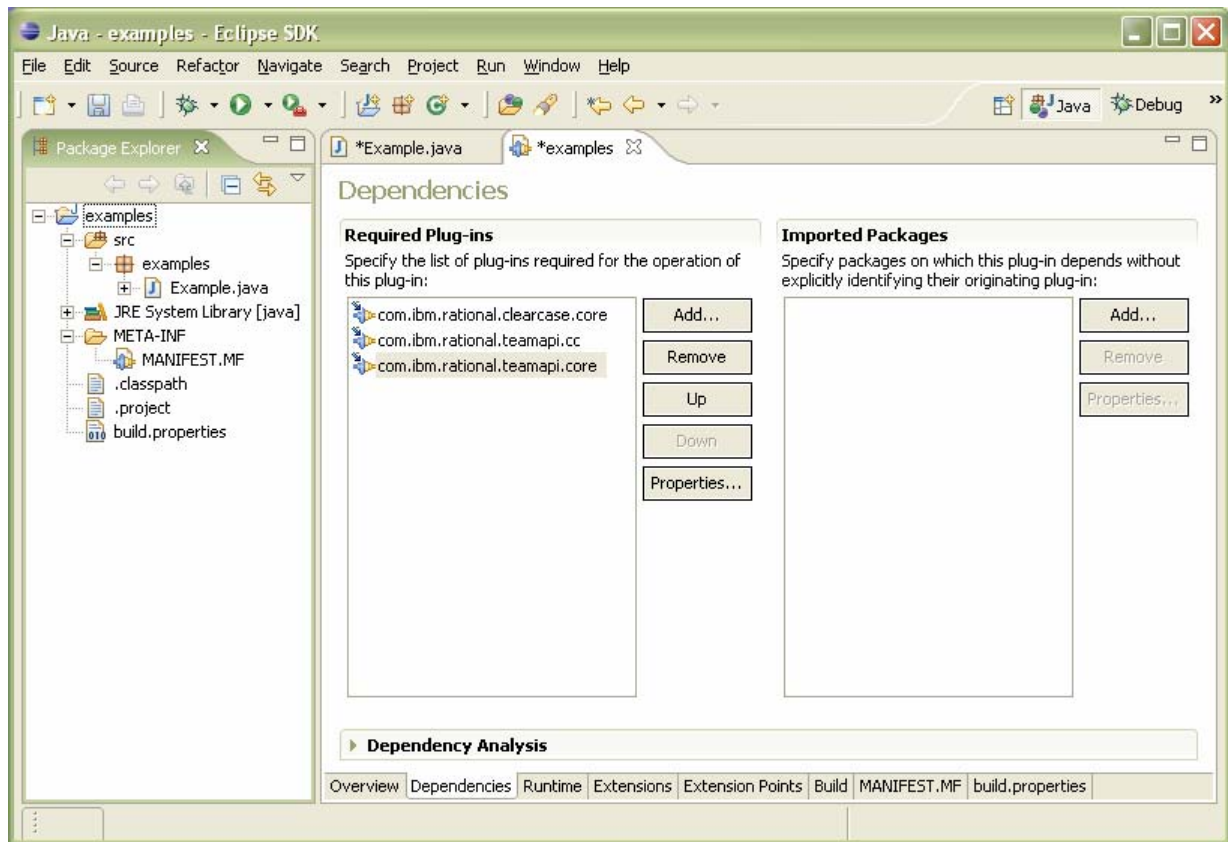 Java - examples - Eclipse SDK
File Edit Source Refactor Navigate Search Project Run Window Help
Java Debug »
Package Explorer
*Example.java *examples
examples
src
examples
Example.java
JRE System Library [java]
META-INF
MANIFEST.MF
.classpath
.project
build.properties
Dependencies
Required Plug-ins
Specify the list of plug-ins required for the operation of
this plug-in:
com.ibm.rational.clearcase.core
com.ibm.rational.teamapi.cc
com.ibm.rational.teamapi.core
Add...
Remove
Up
Down
Properties...
Imported Packages
Specify packages on which this plug-in depends without
explicitly identifying their originating plug-in:
Add...
Remove
Properties...
Dependency Analysis
Overview Dependencies Runtime Extensions Extension Points Build MANIFEST.MF build.properties